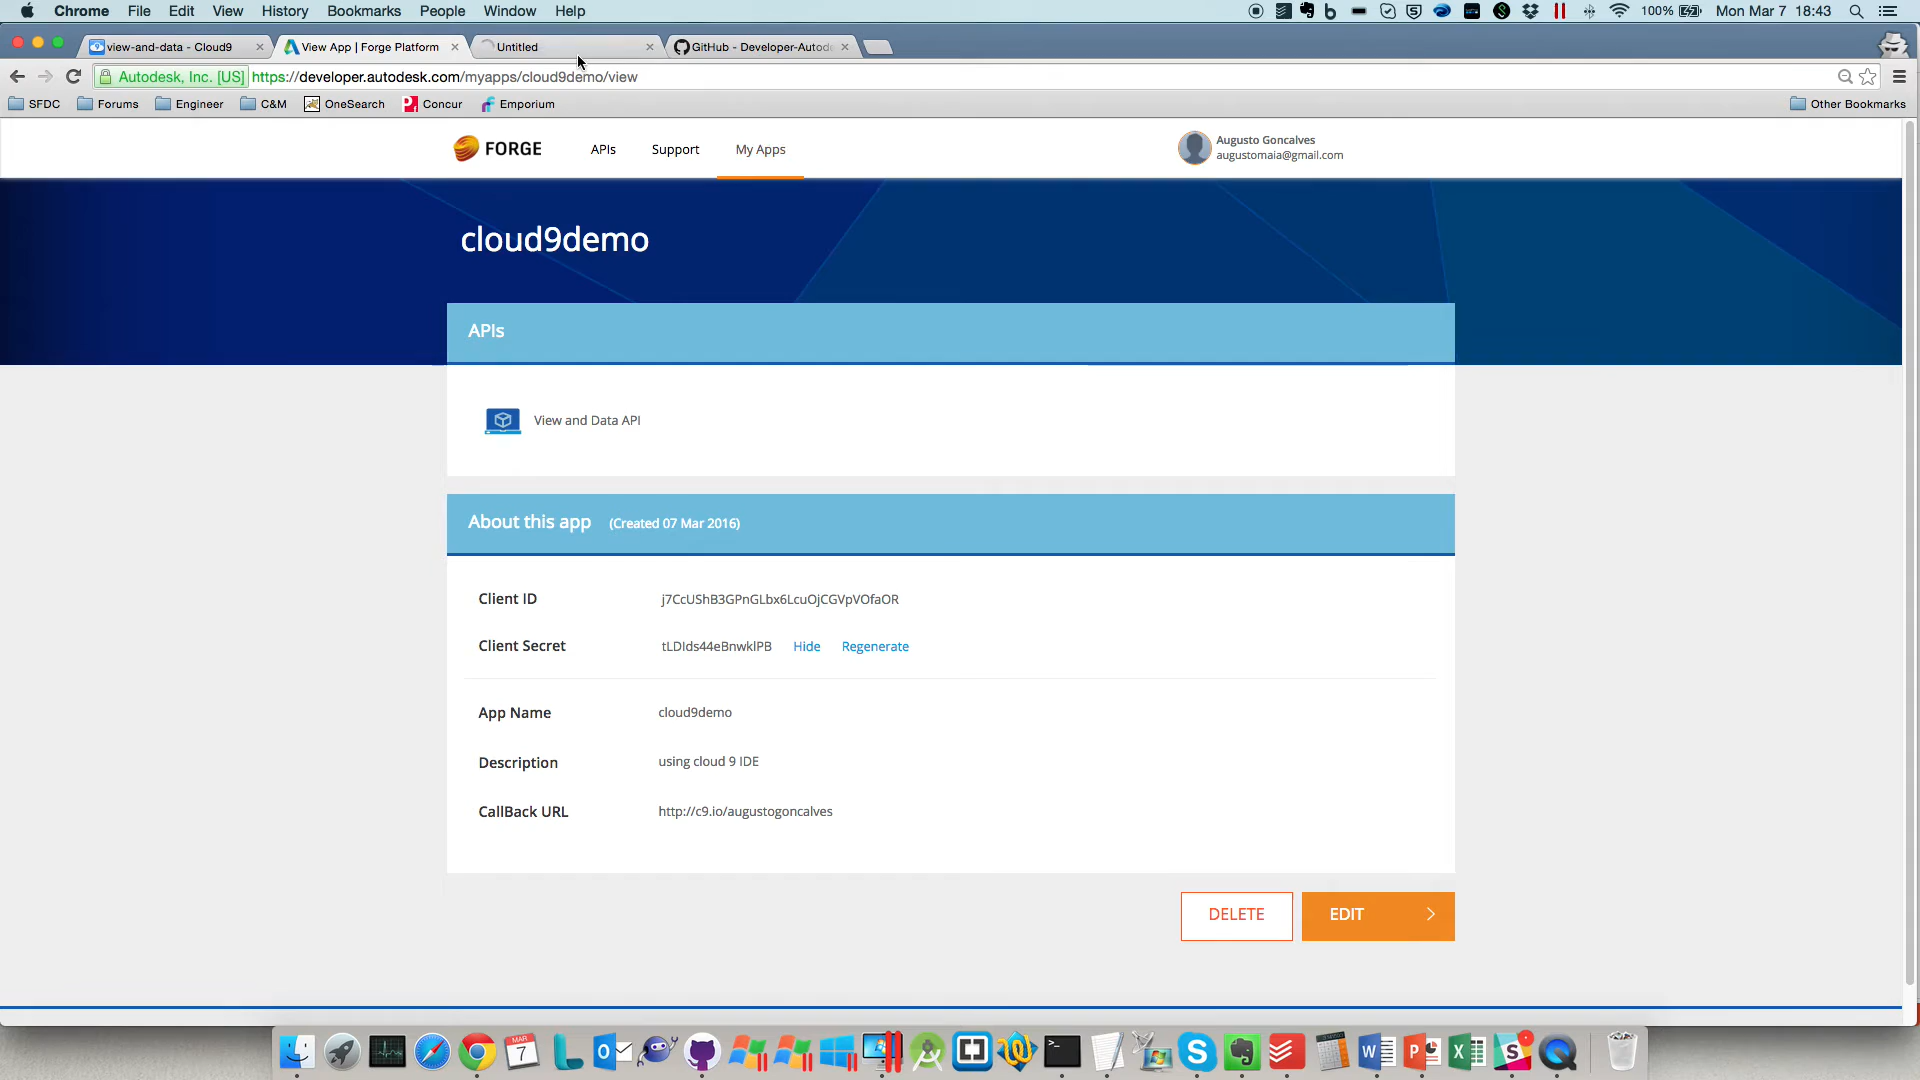 Chrome File Edit View History Bookmarks People Window Help 100% Mon Mar 7 18:43
view-and-data - Cloud9 View App | Forge Platform Untitled GitHub - Developer-Autod
Autodesk, Inc. [US] https://developer.autodesk.com/myapps/cloud9demo/view
SFDC Forums Engineer C&M OneSearch Concur Emporium Other Bookmarks
FORGE APIs Support My Apps
Augusto Goncalves
augustomaia@gmail.com
cloud9demo
APIs
View and Data API
About this app (Created 07 Mar 2016)
Client ID j7CcUShB3GPnGLbx6LcuOjCGVpVOfaOR
Client Secret tLDIds44eBnwklPB Hide Regenerate
App Name cloud9demo
Description using cloud 9 IDE
CallBack URL http://c9.io/augustogoncalves
DELETE EDIT
MAR
7